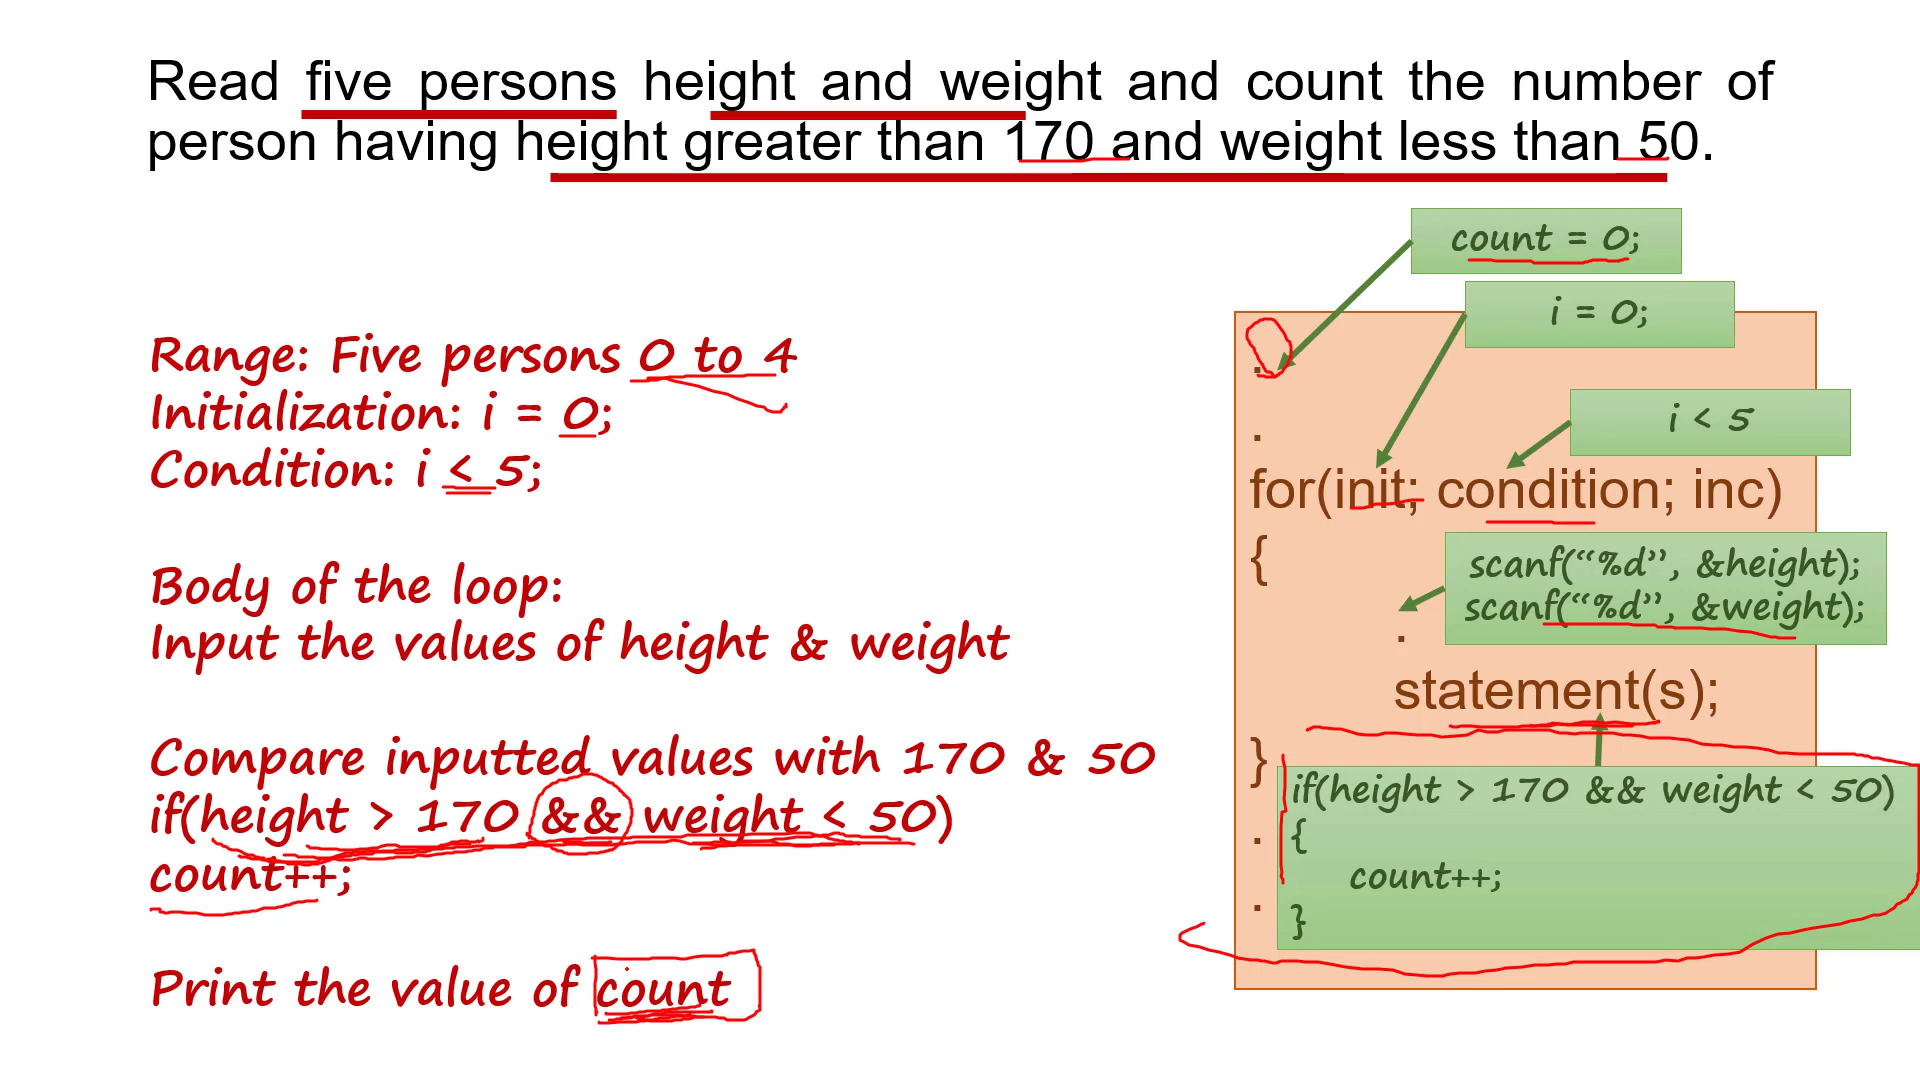 Read five persons height and weight and count the number of
person having height greater than 170 and weight less than 50.
Range: Five persons 0 to 4
Initialization: i = 0;
Condition: i < 5;
Body of the loop:
Input the values of height & weight
Compare inputted values with 170 & 50
if(height > 170 && weight < 50)
count++;
Print the value of count
count = 0;
i = 0;
.
.
i < 5
for(init; condition; inc)
{
scanf(“%d”, &height);
scanf(“%d”, &weight);
.
statement(s);
}
if(height > 170 && weight < 50)
. {
count++;
. }